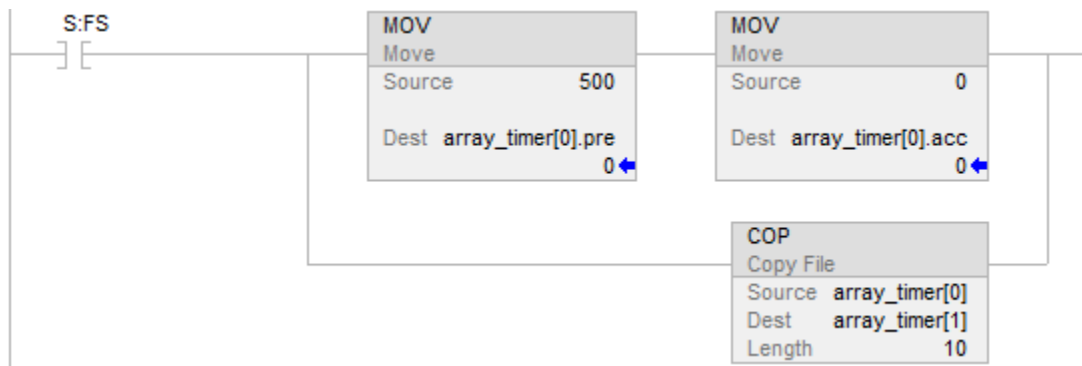 S:FS
MOV
Move
Source 500
Dest array_timer[0].pre
0
MOV
Move
Source 0
Dest array_timer[0].acc
0
COP
Copy File
Source array_timer[0]
Dest array_timer[1]
Length 10